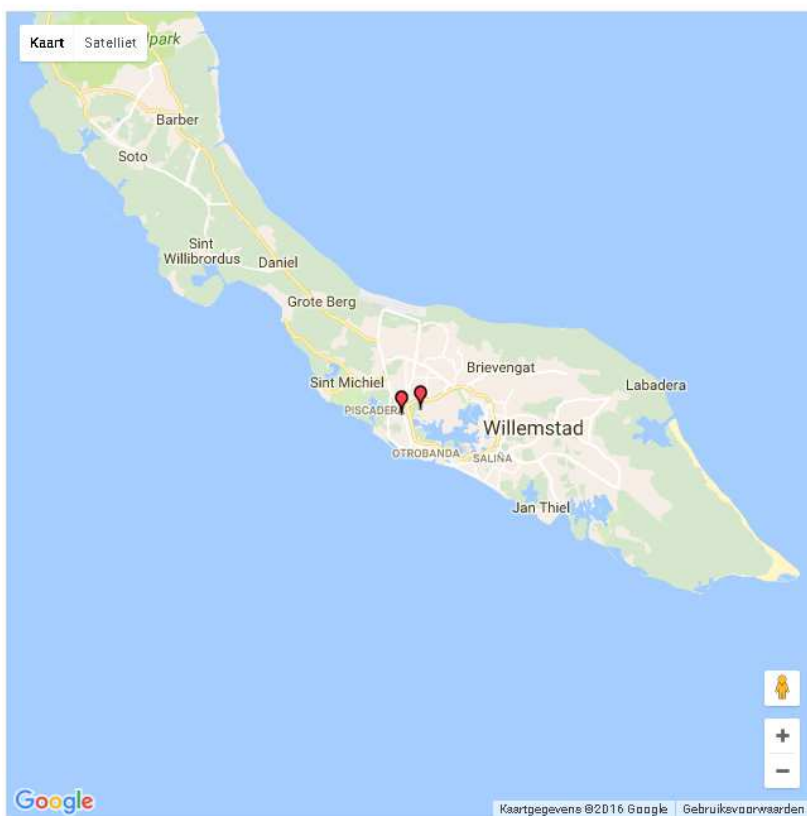 Kaart Satelliet
lpark
Barber
Soto
Sint
Willibrordus
Daniel
Grote Berg
Brievengat
Sint Michiel
Labadera
PISCADERA
Willemstad
OTROBANDA
SALIÑA
Jan Thiel
Google
Kaartgegevens ©2016 Google Gebruiksvoorwaarden